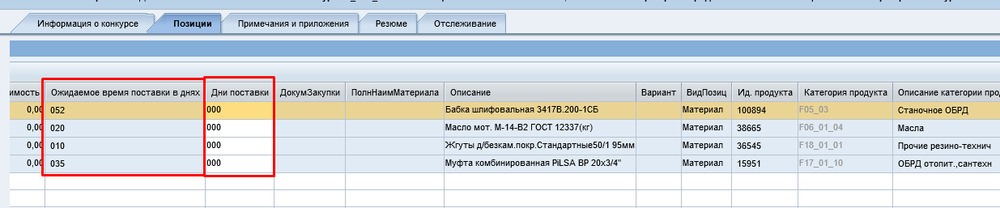 Информация о конкурсе Позиции Примечания и приложения Резюме Отслеживание
имость Ожидаемое время поставки в днях Дни поставки ДокумЗакупки ПолнНаимМатериала Описание Вариант ВидПозиц Ид. продукта Категория продукта Описание категории про
0,00 052 000 Бабка шлифовальная 3417В.200-1СБ Материал 100894 F05_03 Станочное ОБРД
0,00 020 000 Масло мот. М-14-В2 ГОСТ 12337(кг) Материал 38665 F06_01_04 Масла
0,00 010 000 Жгуты д/безкам.покр.Стандартные50/1 95мм Материал 36545 F18_01_01 Прочие резино-технич
0,00 035 000 Муфта комбинированная PiLSA ВР 20х3/4" Материал 15951 F17_01_10 ОБРД отопит.,сантехн